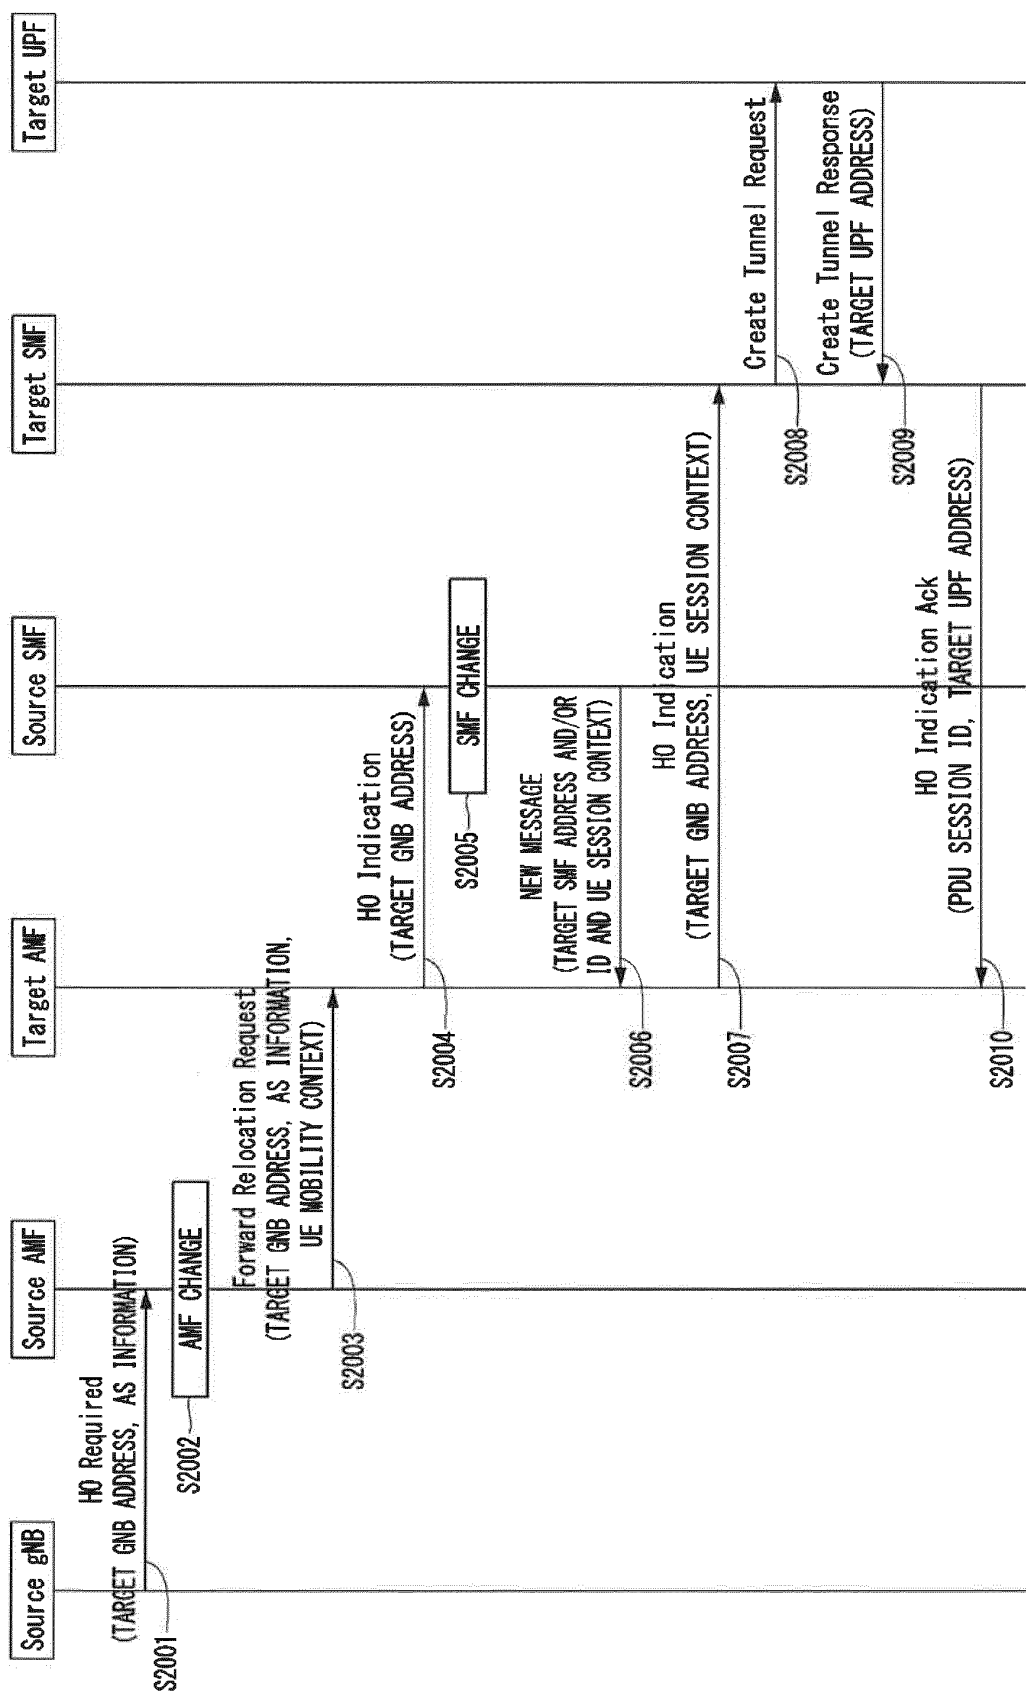 Source gNB
Source AMF
Target AMF
Source SMF
Target SMF
Target UPF
HO Required
(TARGET GNB ADDRESS, AS INFORMATION)
S2001
AMF CHANGE
S2002
Forward Relocation Request
(TARGET GNB ADDRESS, AS INFORMATION,
UE MOBILITY CONTEXT)
S2003
HO Indication
(TARGET GNB ADDRESS)
S2004
SMF CHANGE
S2005
NEW MESSAGE
(TARGET SMF ADDRESS AND/OR
ID AND UE SESSION CONTEXT)
S2006
HO Indication
(TARGET GNB ADDRESS, UE SESSION CONTEXT)
S2007
Create Tunnel Request
S2008
Create Tunnel Response
(TARGET UPF ADDRESS)
S2009
HO Indication Ack
(PDU SESSION ID, TARGET UPF ADDRESS)
S2010